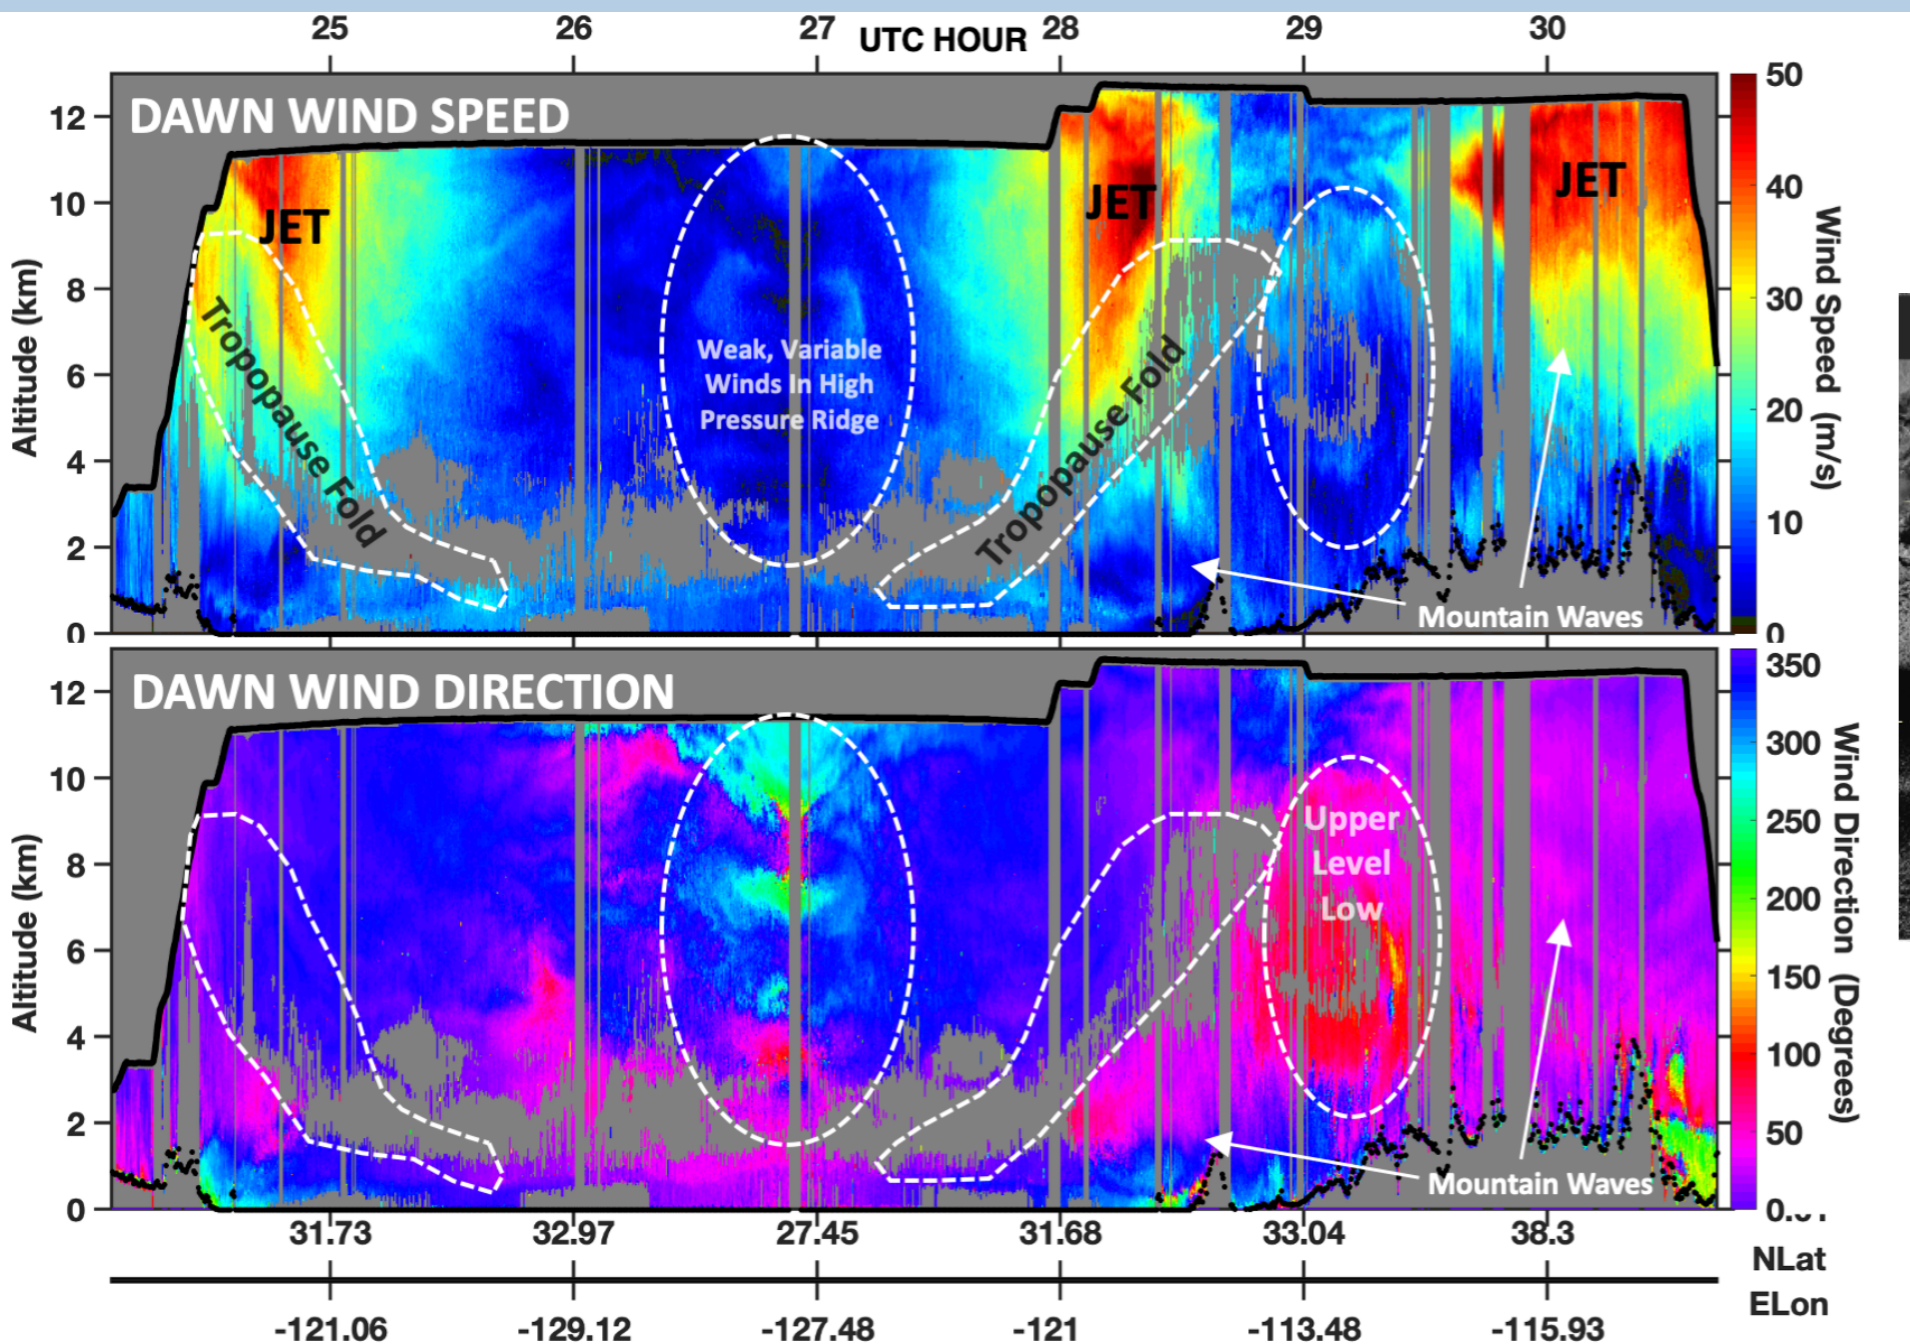 25 26 27 28 29 30
UTC HOUR
DAWN WIND SPEED
12
10
8
6
4
2
0
Altitude (km)
JET
JET
JET
Tropopause Fold
Weak, Variable
Winds In High
Pressure Ridge
Tropopause Fold
Mountain Waves
50
40
30
20
10
0
Wind Speed (m/s)
DAWN WIND DIRECTION
12
10
8
6
4
2
0
Altitude (km)
Upper
Level
Low
Mountain Waves
350
300
250
200
150
100
50
Wind Direction (Degrees)
31.73 32.97 27.45 31.68 33.04 38.3
NLat
ELon
-121.06 -129.12 -127.48 -121 -113.48 -115.93